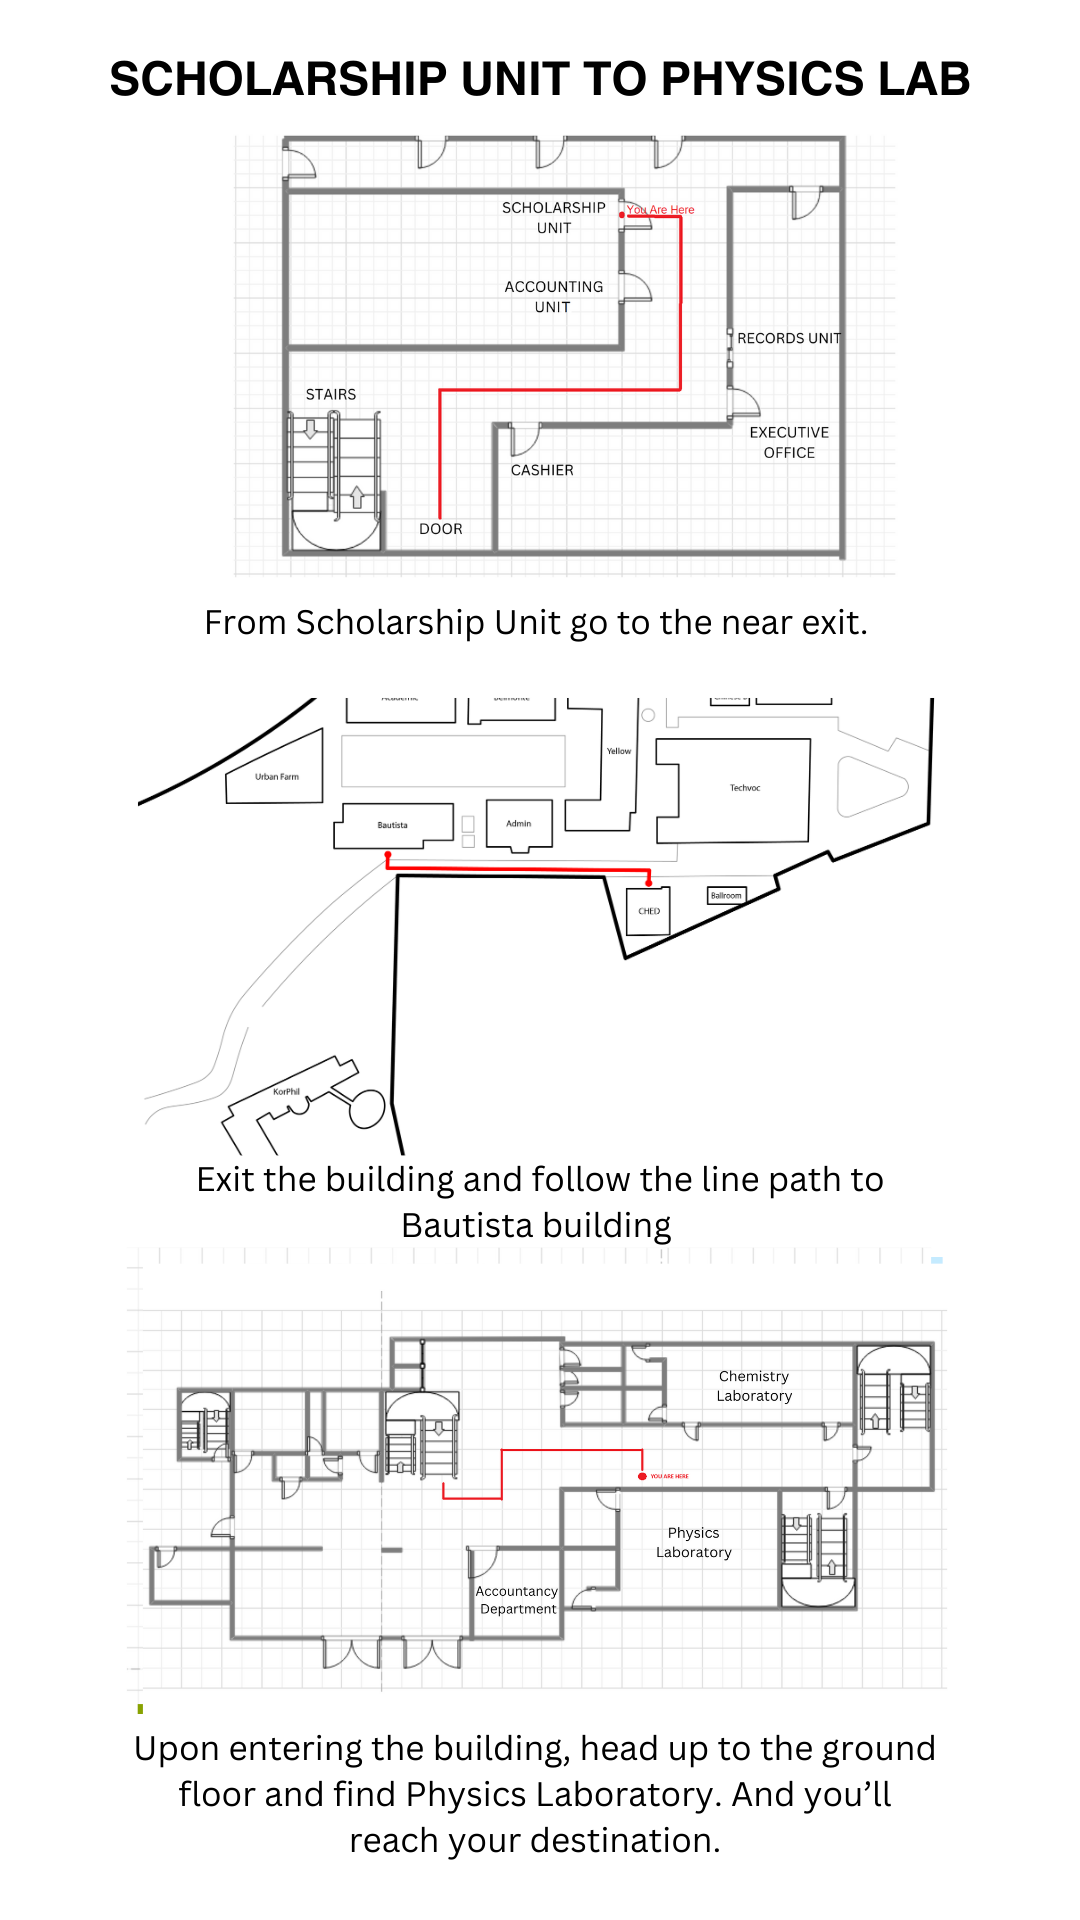 SCHOLARSHIP UNIT TO PHYSICS LAB
SCHOLARSHIP
UNIT
You Are Here
ACCOUNTING
UNIT
RECORDS UNIT
STAIRS
EXECUTIVE
OFFICE
CASHIER
DOOR
From Scholarship Unit go to the near exit.
Academic
Belmonte
Yellow
Urban Farm
Techvoc
Bautista
Admin
Ballroom
CHED
KorPhil
Exit the building and follow the line path to
Bautista building
Chemistry
Laboratory
YOU ARE HERE
Physics
Laboratory
Accountancy
Department
Upon entering the building, head up to the ground
floor and find Physics Laboratory. And you’ll
reach your destination.